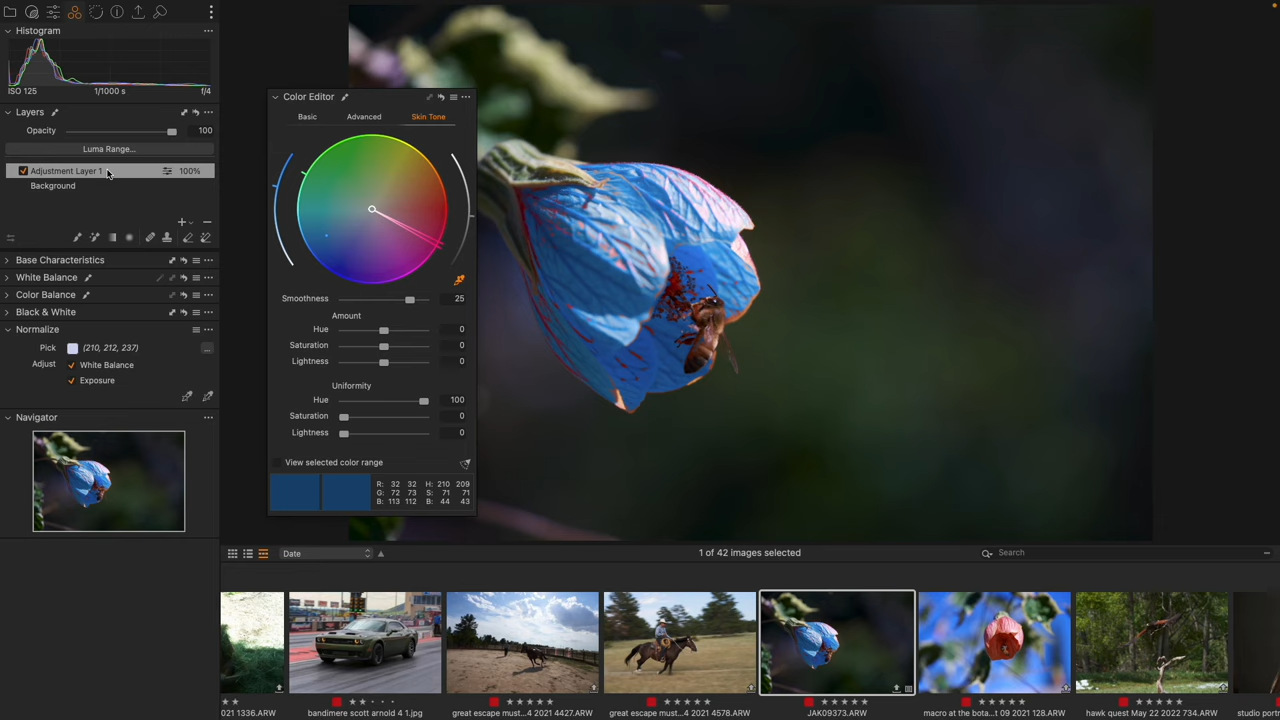 Histogram
ISO 125 1/1000 s f/4
Layers
Opacity 100
Luma Range...
Adjustment Layer 1 100%
Background
Base Characteristics
White Balance
Color Balance
Black & White
Normalize
Pick (210, 212, 237) ...
Adjust White Balance
Exposure
Navigator
Color Editor
Basic Advanced Skin Tone
Smoothness 25
Amount
Hue 0
Saturation 0
Lightness 0
Uniformity
Hue 100
Saturation 0
Lightness 0
View selected color range
R: 32 32 H: 210 209
G: 72 73 S: 71 71
B: 113 112 B: 44 43
Date 1 of 42 images selected Search
021 1336.ARW bandimere scott arnold 4 1.jpg great escape must...4 2021 4427.ARW great escape must...4 2021 4578.ARW JAK09373.ARW macro at the bota...t 09 2021 128.ARW hawk quest May 22 2022 734.ARW studio port